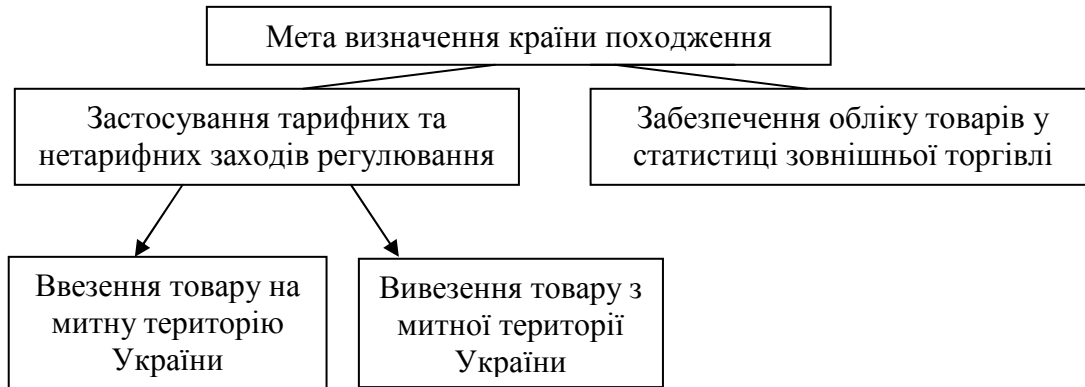 Мета визначення країни походження
Застосування тарифних та
нетарифних заходів регулювання
Забезпечення обліку товарів у
статистиці зовнішньої торгівлі
Ввезення товару на
митну територію
України
Вивезення товару з
митної території
України